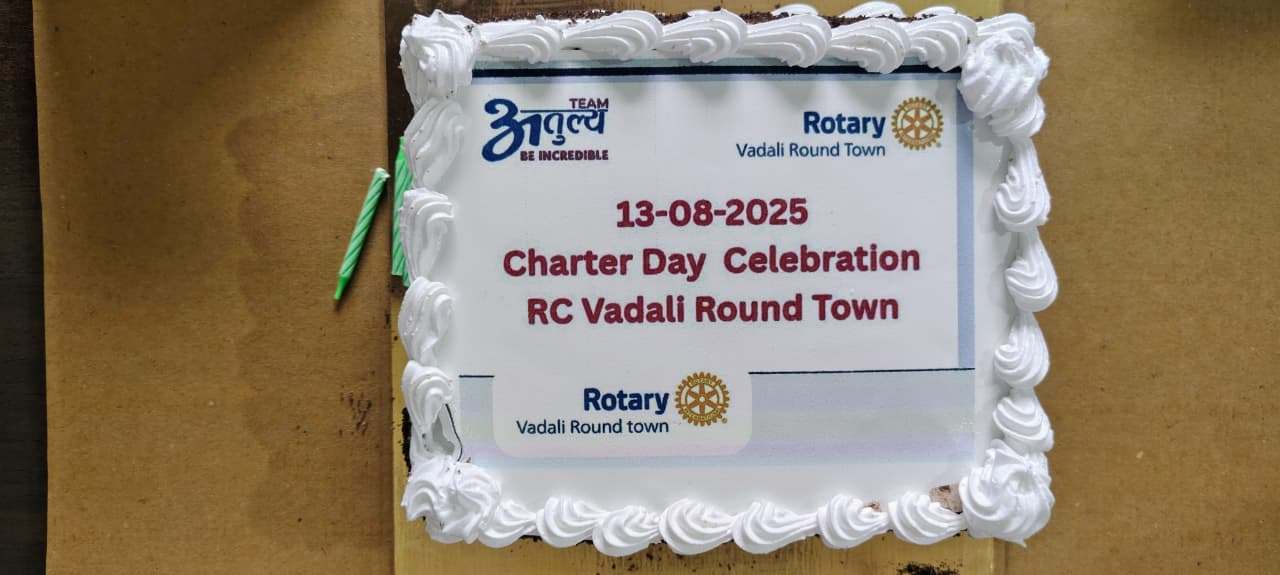 TEAM
अतुल्य
BE INCREDIBLE
Rotary
Vadali Round Town
13-08-2025
Charter Day Celebration
RC Vadali Round Town
Rotary
Vadali Round town